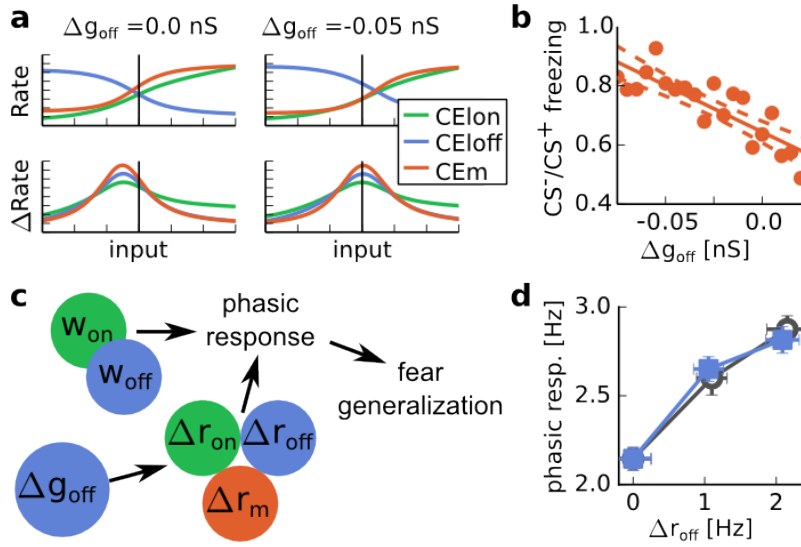 a
Δg_off =0.0 nS
Δg_off =-0.05 nS
Rate
CElon
CEloff
CEm
ΔRate
input
input
b
CS⁻/CS⁺ freezing
1.0
0.8
0.6
0.4
-0.05
0.0
Δg_off [nS]
c
w_on
w_off
phasic
response
fear
generalization
Δg_off
Δr_on
Δr_off
Δr_m
d
phasic resp. [Hz]
3.0
2.5
2.0
0
1
2
Δr_off [Hz]